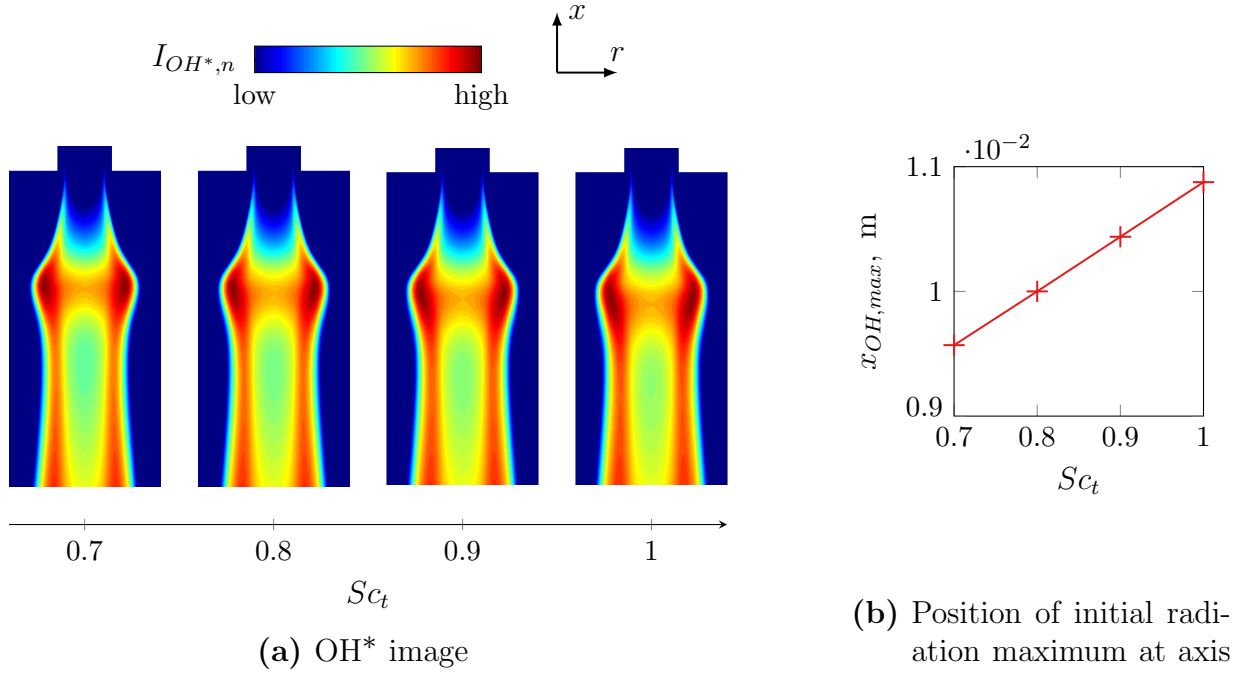 x
I_{OH*,n}
r
low high
·10^{-2}
1.1
1
0.9
x_{OH,max}, m
0.7 0.8 0.9 1
Sc_t
0.7 0.8 0.9 1
Sc_t
(a) OH* image
(b) Position of initial radi-
ation maximum at axis